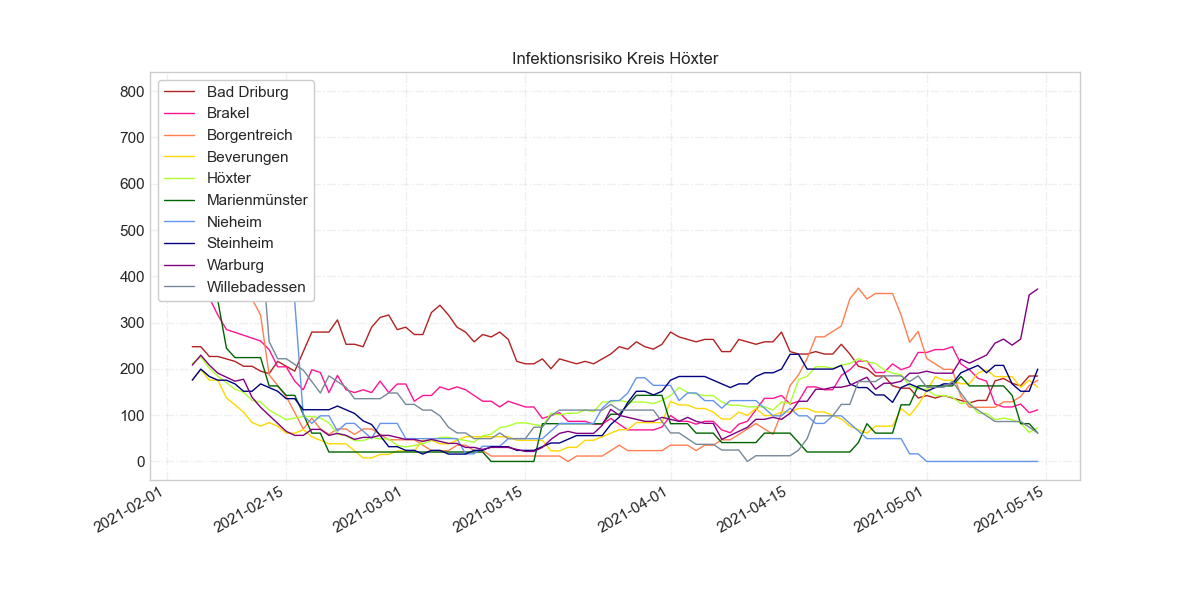 Infektionsrisiko Kreis Höxter
800
700
600
500
400
300
200
100
0
Bad Driburg
Brakel
Borgentreich
Beverungen
Höxter
Marienmünster
Nieheim
Steinheim
Warburg
Willebadessen
2021-02-01
2021-02-15
2021-03-01
2021-03-15
2021-04-01
2021-04-15
2021-05-01
2021-05-15